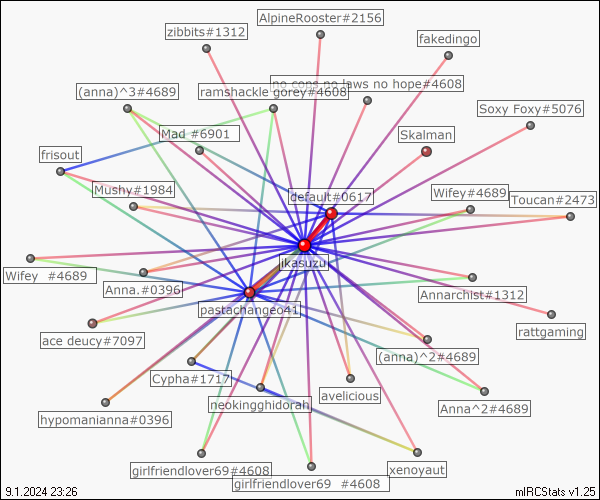 AlpineRooster#2156
zibbits#1312
fakedingo
no cops no laws no hope#4608
(anna)^3#4689
ramshackle gorey#4608
Soxy Foxy#5076
Mad #6901
Skalman
frisout
Mushy#1984
default#0617
Wifey#4689
Toucan#2473
jkasuzu
Wifey #4689
Anna.#0396
Annarchist#1312
pastachangeo41
rattgaming
ace deucy#7097
(anna)^2#4689
Cypha#1717
avelicious
neokingghidorah
Anna^2#4689
hypomanianna#0396
girlfriendlover69#4608
xenoyaut
girlfriendlover69 #4608
9.1.2024 23:26
mIRCStats v1.25